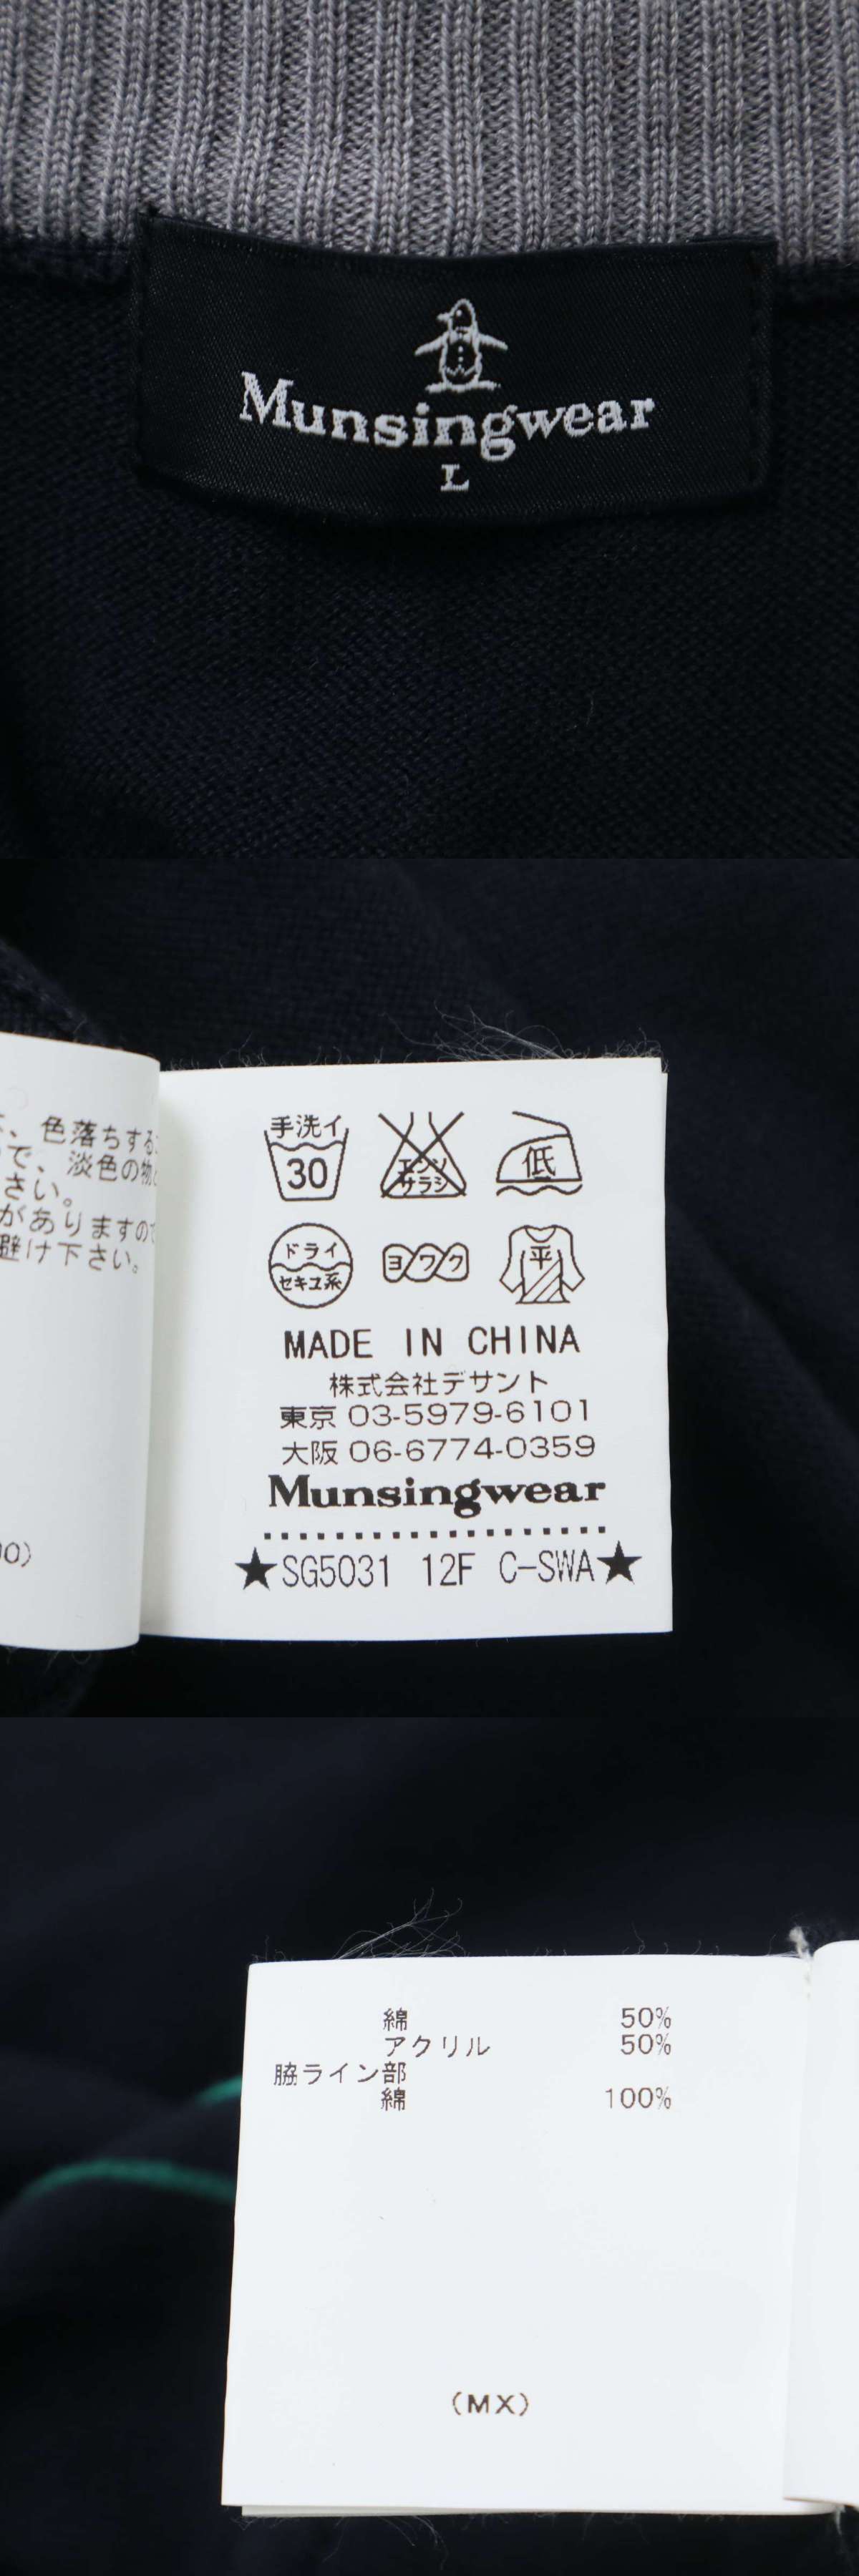 Munsingwear
L
、色落ちする
で、淡色の物
さい。
がありますので
避け下さい。
手洗イ
30
エンソ
サラシ
低
ドライ
セキユ系
ヨワク
平
MADE IN CHINA
株式会社デサント
東京 03-5979-6101
大阪 06-6774-0359
Munsingwear
★SG5031 12F C-SWA★
綿 50%
アクリル 50%
脇ライン部
綿 100%
(MX)